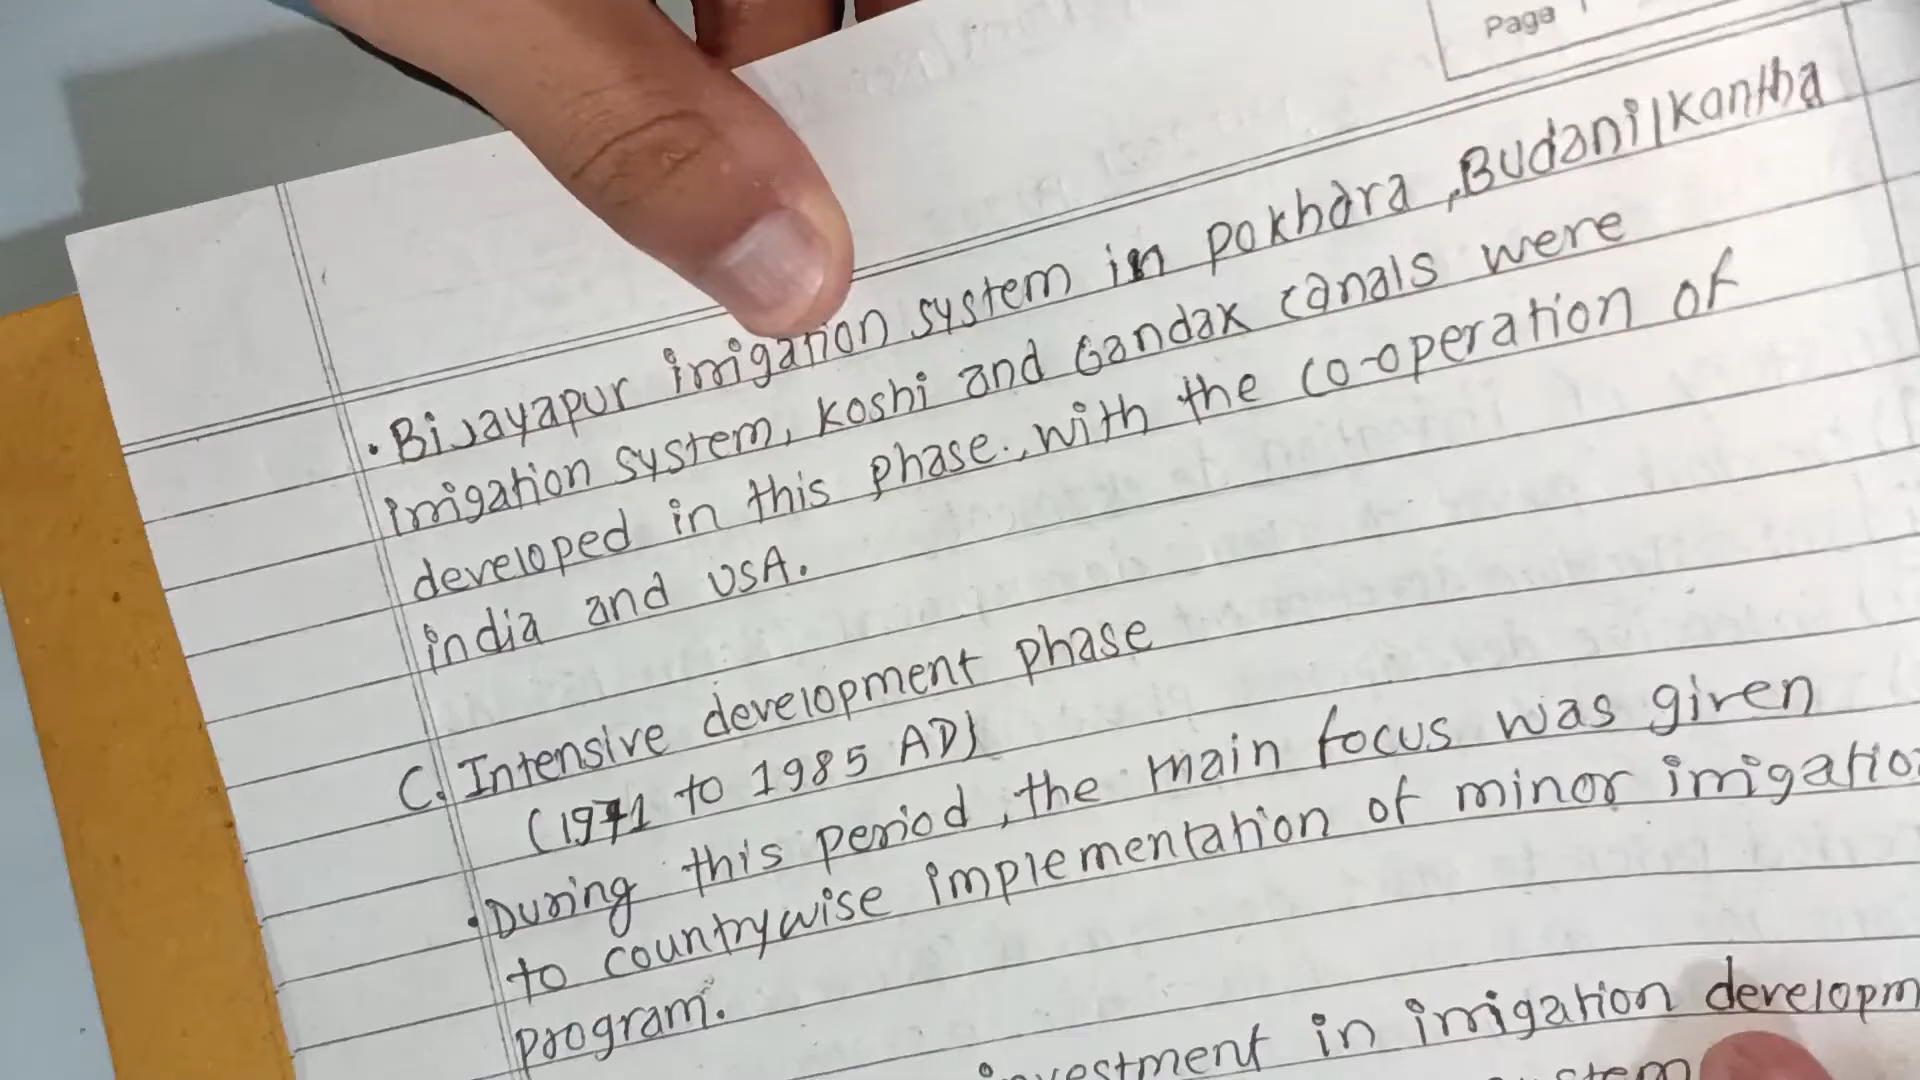 Page
• Bijayapur irrigation system in pokhara, Budanilkantha
irrigation system, Koshi and Gandak canals were
developed in this phase., with the co-operation of
india and USA.
C. Intensive development phase
(1971 to 1985 AD)
• During this period, the main focus was given
to countrywise implementation of minor irrigatio
program.
investment in irrigation developm